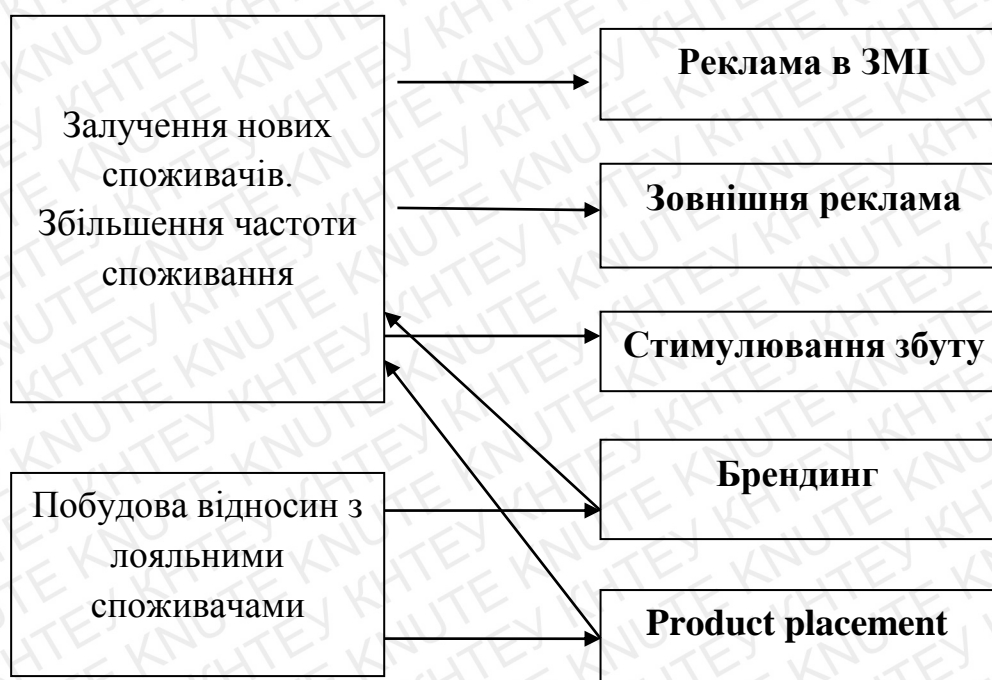 Залучення нових
споживачів.
Збільшення частоти
споживання
Побудова відносин з
лояльними
споживачами
Реклама в ЗМІ
Зовнішня реклама
Стимулювання збуту
Брендинг
Product placement